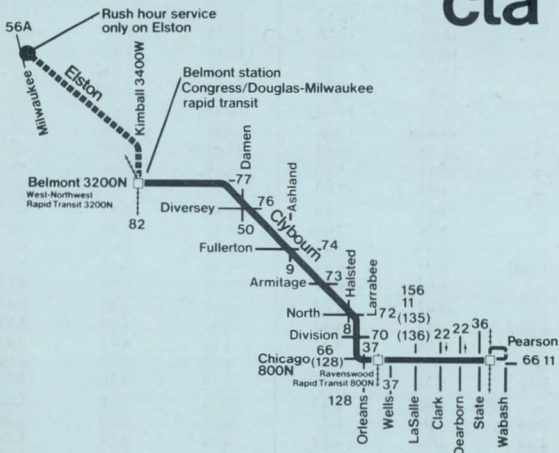 cta
Rush hour service
only on Elston
56A
Milwaukee
Elston
Kimball 3400W
Belmont station
Congress/Douglas-Milwaukee
rapid transit
Belmont 3200N
West-Northwest
Rapid Transit 3200N
82
77
Damen
Diversey
76
50
Clybourn
Ashland
Fullerton
74
9
Armitage
73
Halsted
Larrabee
North
72
8
Division
70
156
11
(135)
(136)
22
22
36
66
(128)
37
Chicago
800N
Ravenswood
Rapid Transit 800N
Pearson
66 11
128
Orleans
37
Wells
LaSalle
Clark
Dearborn
State
Wabash